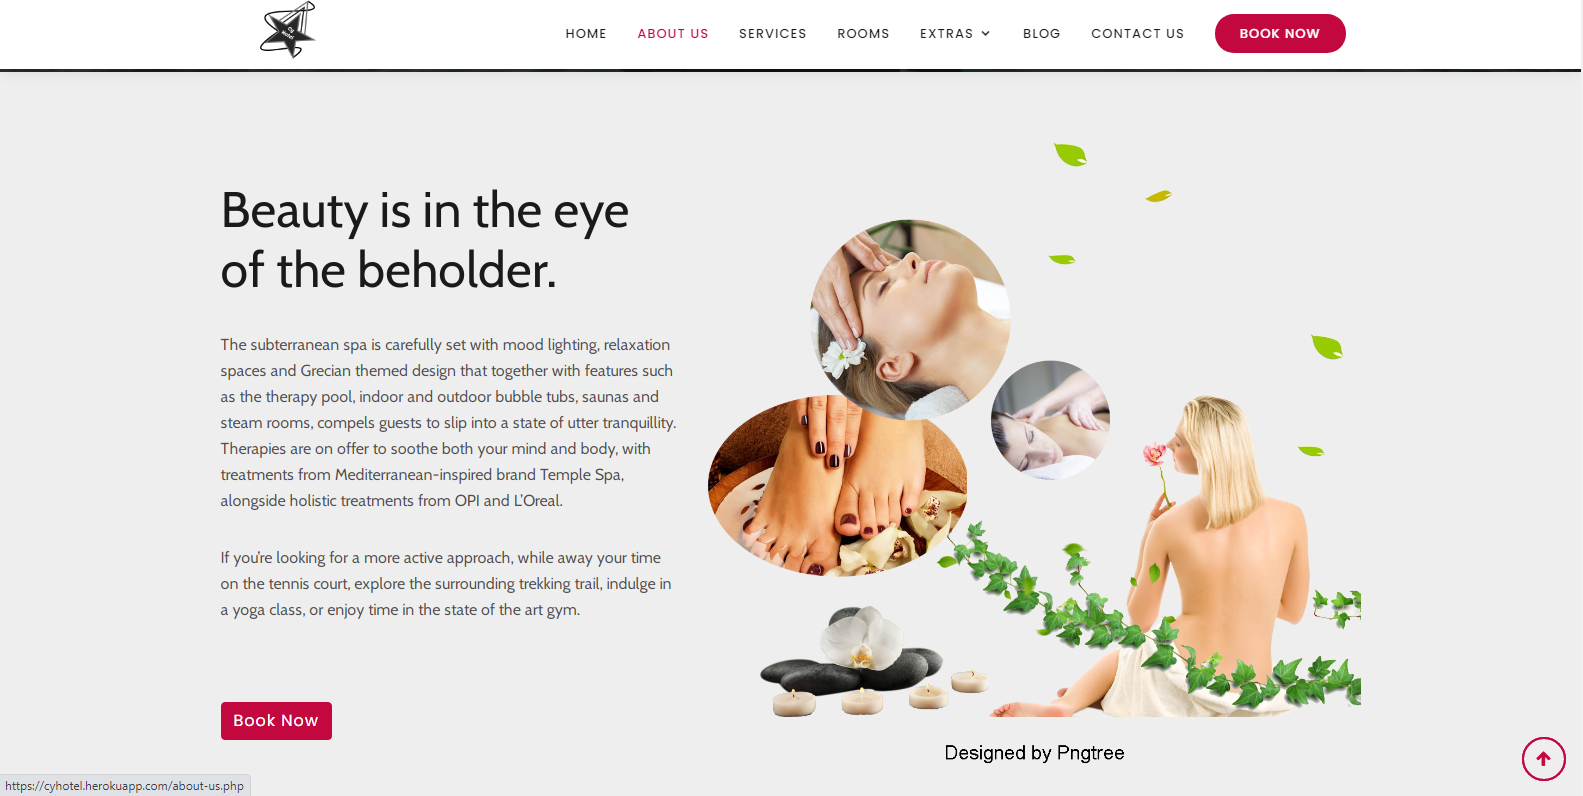 HOME ABOUT US SERVICES ROOMS EXTRAS BLOG CONTACT US BOOK NOW
Beauty is in the eye
of the beholder.
The subterranean spa is carefully set with mood lighting, relaxation
spaces and Grecian themed design that together with features such
as the therapy pool, indoor and outdoor bubble tubs, saunas and
steam rooms, compels guests to slip into a state of utter tranquillity.
Therapies are on offer to soothe both your mind and body, with
treatments from Mediterranean-inspired brand Temple Spa,
alongside holistic treatments from OPI and L'Oreal.
If you're looking for a more active approach, while away your time
on the tennis court, explore the surrounding trekking trail, indulge in
a yoga class, or enjoy time in the state of the art gym.
Book Now
Designed by Pngtree
https://cyhotel.herokuapp.com/about-us.php